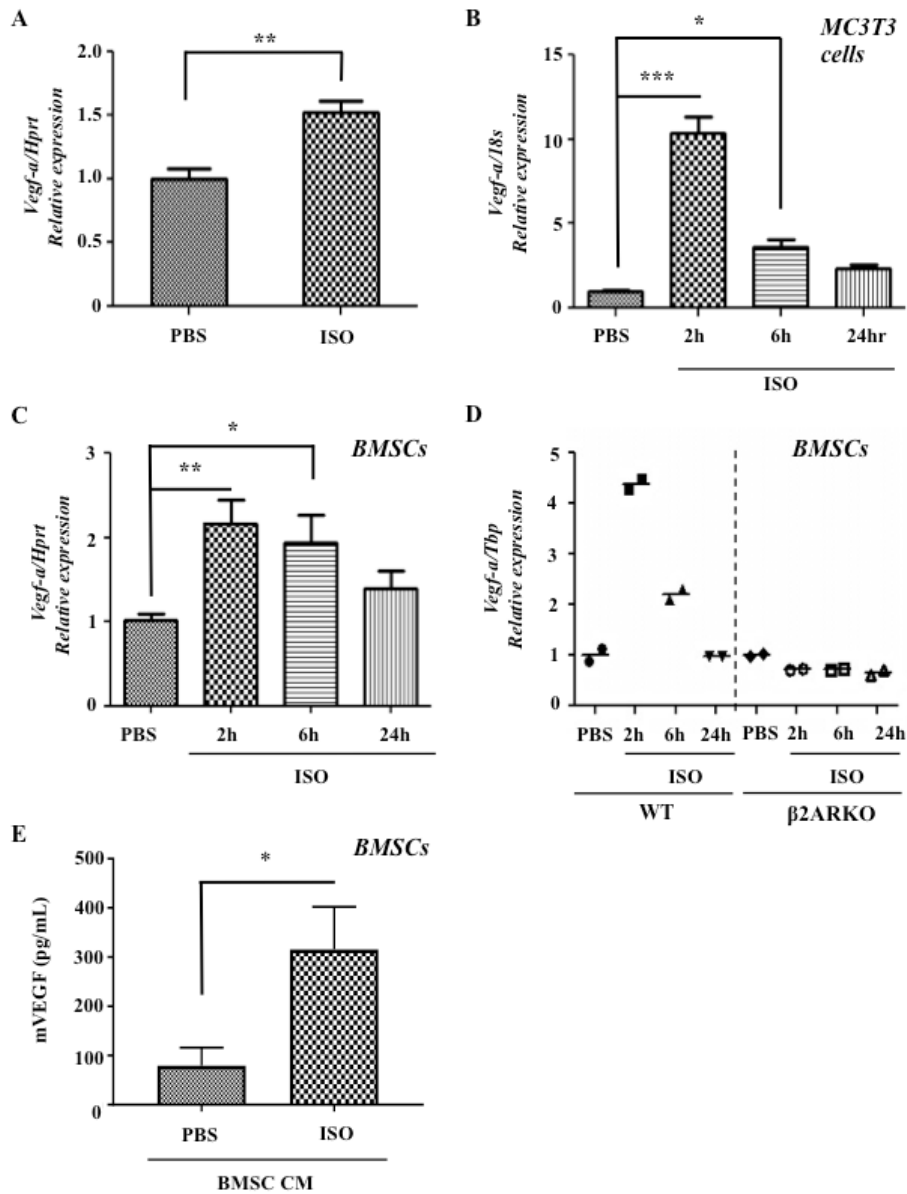 A
**
2.0
1.5
1.0
0.5
0
Vegf-a/Hprt
Relative expression
PBS
ISO
B
*
MC3T3
cells
***
15
10
5
0
Vegf-a/18s
Relative expression
PBS
2h
6h
24hr
ISO
C
*
BMSCs
**
3
2
1
0
Vegf-a/Hprt
Relative expression
PBS
2h
6h
24h
ISO
D
BMSCs
5
4
3
2
1
0
Vegf-a/Tbp
Relative expression
PBS 2h 6h 24h PBS 2h 6h 24h
ISO ISO
WT β2ARKO
E
BMSCs
*
500
400
300
200
100
0
mVEGF (pg/mL)
PBS
ISO
BMSC CM